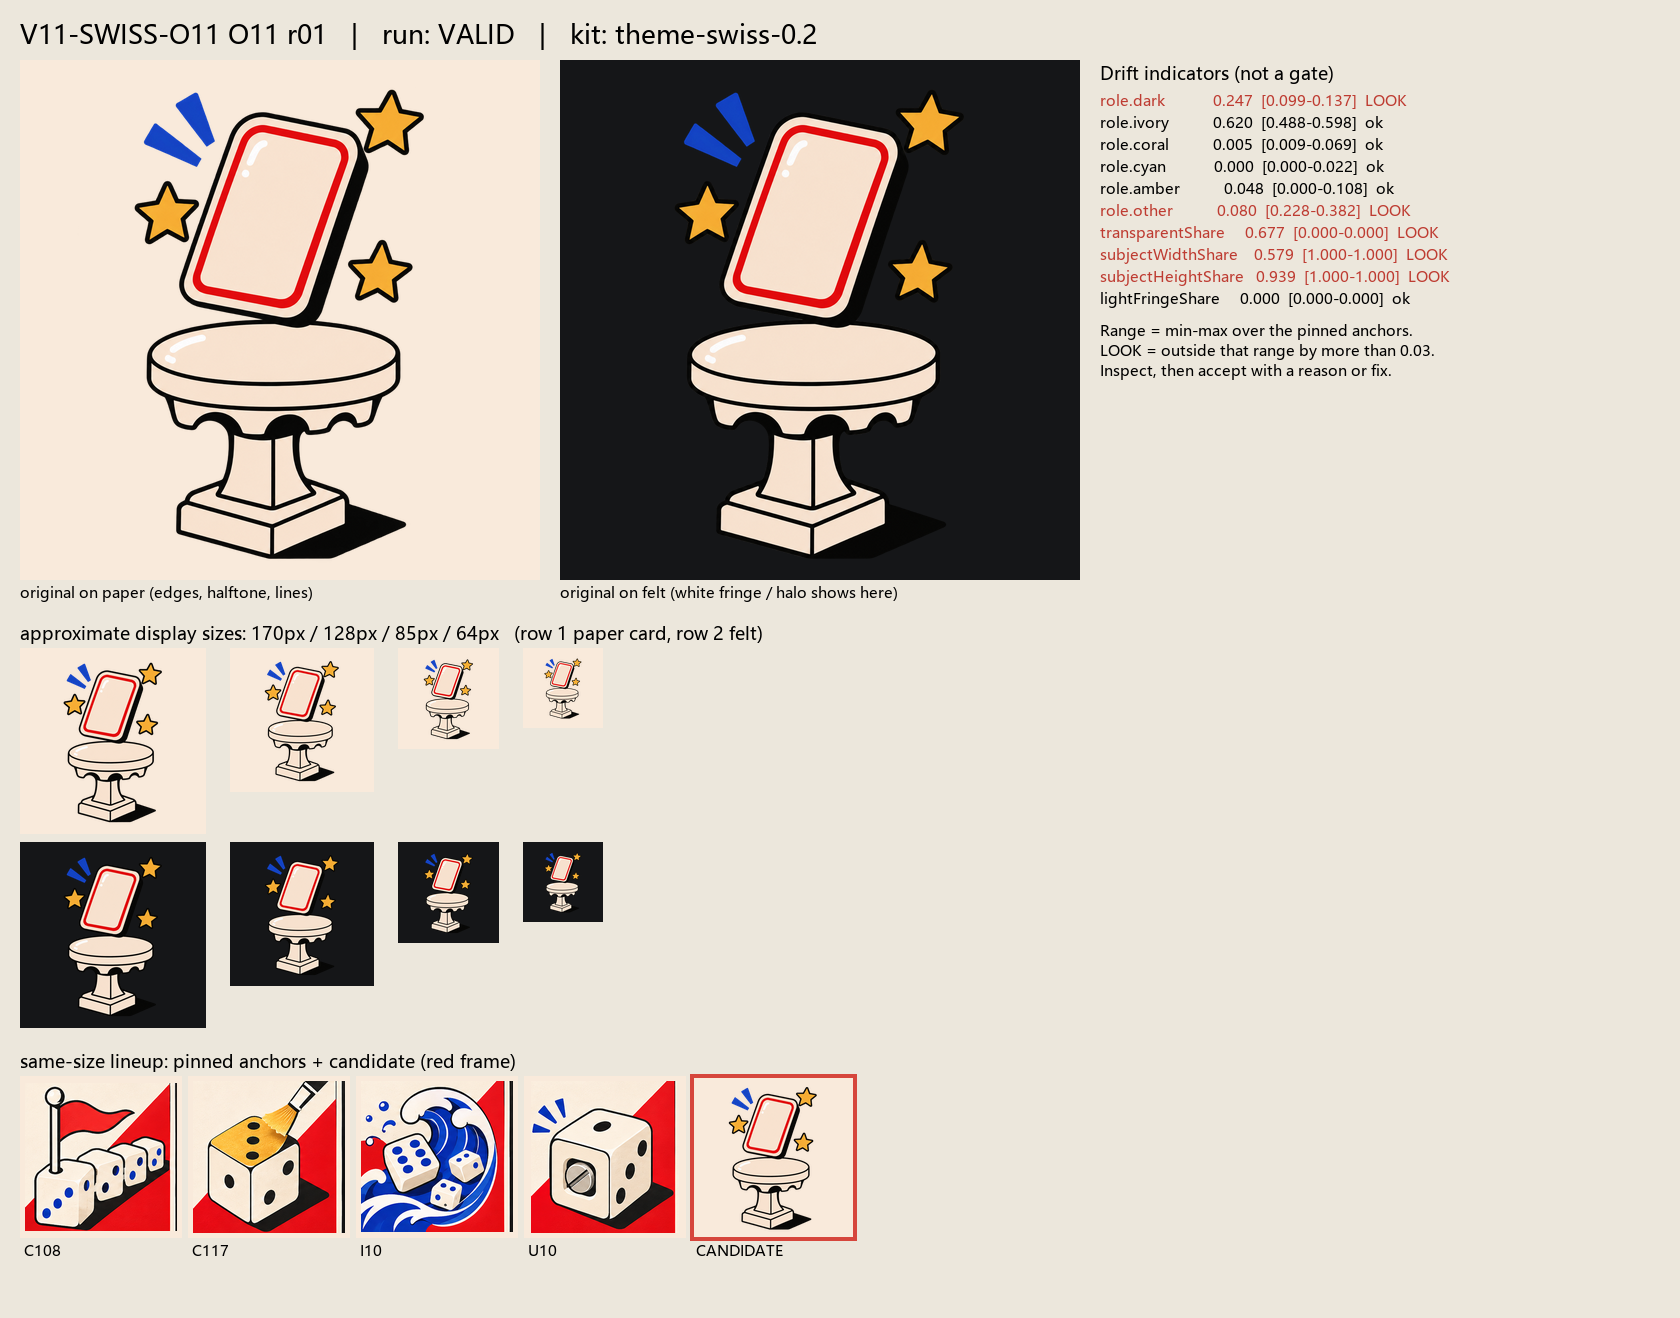 V11-SWISS-O11 O11 r01 | run: VALID | kit: theme-swiss-0.2
Drift indicators (not a gate)
role.dark 0.247 [0.099-0.137] LOOK
role.ivory 0.620 [0.488-0.598] ok
role.coral 0.005 [0.009-0.069] ok
role.cyan 0.000 [0.000-0.022] ok
role.amber 0.048 [0.000-0.108] ok
role.other 0.080 [0.228-0.382] LOOK
transparentShare 0.677 [0.000-0.000] LOOK
subjectWidthShare 0.579 [1.000-1.000] LOOK
subjectHeightShare 0.939 [1.000-1.000] LOOK
lightFringeShare 0.000 [0.000-0.000] ok
Range = min-max over the pinned anchors.
LOOK = outside that range by more than 0.03.
Inspect, then accept with a reason or fix.
original on paper (edges, halftone, lines)
original on felt (white fringe / halo shows here)
approximate display sizes: 170px / 128px / 85px / 64px (row 1 paper card, row 2 felt)
same-size lineup: pinned anchors + candidate (red frame)
C108
C117
I10
U10
CANDIDATE